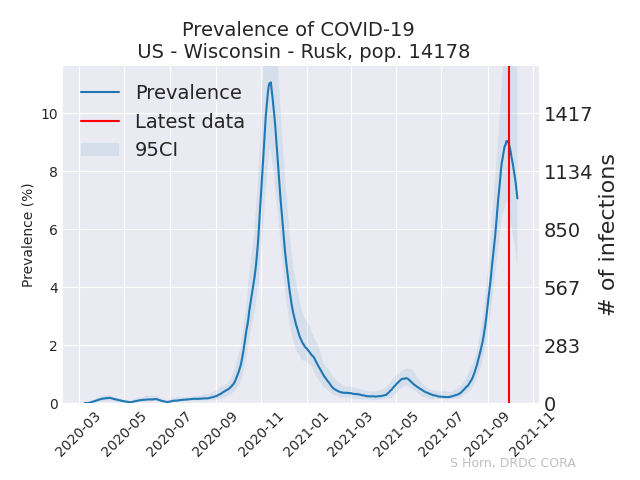 Prevalence of COVID-19
US - Wisconsin - Rusk, pop. 14178
Prevalence
Latest data
95CI
Prevalence (%)
10
8
6
4
2
0
1417
1134
850
567
283
0
# of infections
2020-03
2020-05
2020-07
2020-09
2020-11
2021-01
2021-03
2021-05
2021-07
2021-09
2021-11
S Horn, DRDC CORA